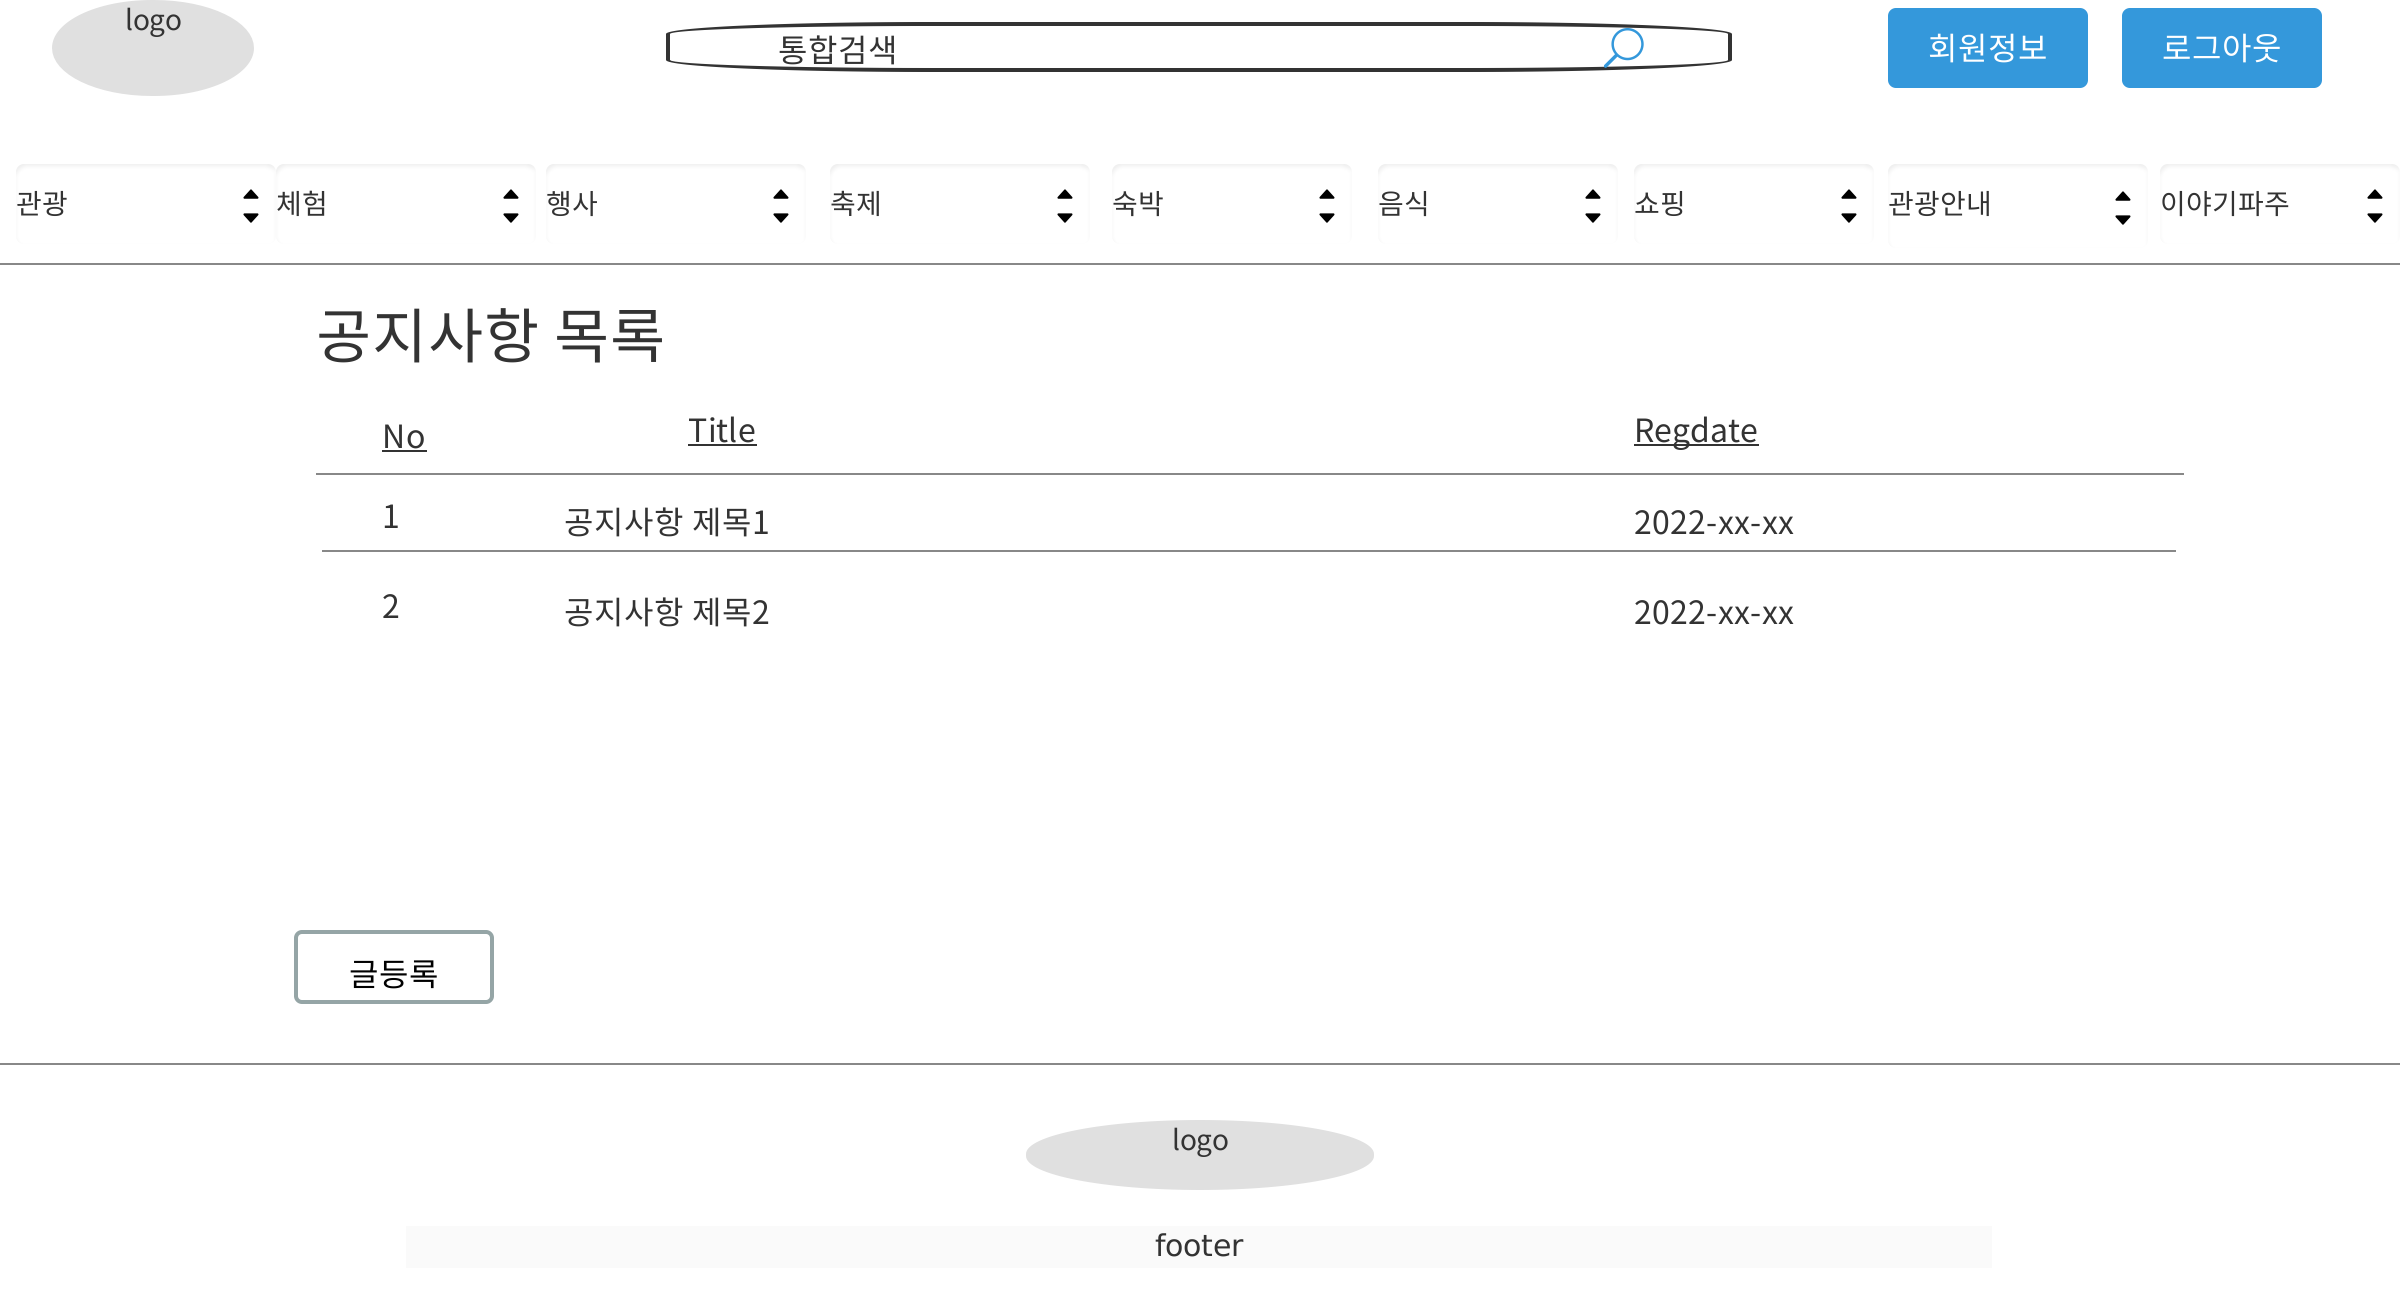 logo
통합검색
회원정보
로그아웃
관광 체험 행사 축제 숙박 음식 쇼핑 관광안내 이야기파주
공지사항 목록
No Title Regdate
1 공지사항 제목1 2022-xx-xx
2 공지사항 제목2 2022-xx-xx
글등록
logo
footer